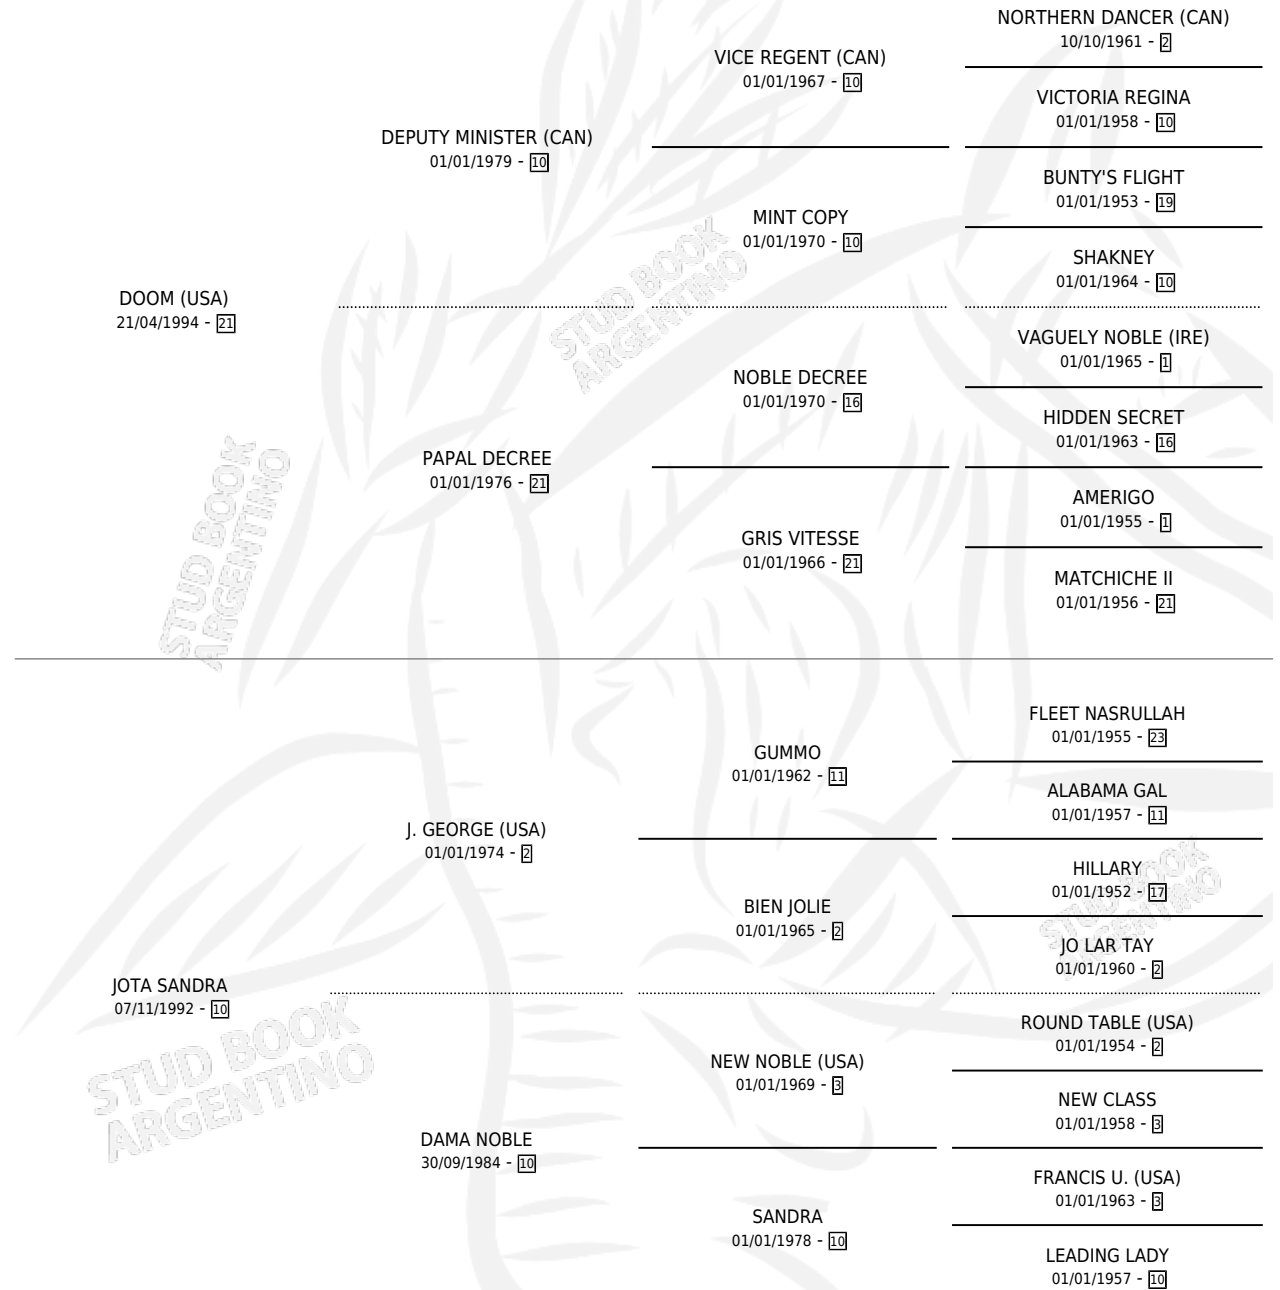 NORTHERN DANCER (CAN)
10/10/1961 - 2
VICE REGENT (CAN)
01/01/1967 - 10
VICTORIA REGINA
01/01/1958 - 10
DEPUTY MINISTER (CAN)
01/01/1979 - 10
BUNTY'S FLIGHT
01/01/1953 - 19
MINT COPY
01/01/1970 - 10
SHAKNEY
01/01/1964 - 10
DOOM (USA)
21/04/1994 - 21
STUD BOOK
ARGENTINO
VAGUELY NOBLE (IRE)
01/01/1965 - 1
NOBLE DECREE
01/01/1970 - 16
HIDDEN SECRET
01/01/1963 - 16
PAPAL DECREE
01/01/1976 - 21
AMERIGO
01/01/1955 - 1
GRIS VITESSE
01/01/1966 - 21
MATCHICHE II
01/01/1956 - 21
STUD BOOK
ARGENTINO
FLEET NASRULLAH
01/01/1955 - 23
GUMMO
01/01/1962 - 11
ALABAMA GAL
01/01/1957 - 11
J. GEORGE (USA)
01/01/1974 - 2
HILLARY
01/01/1952 - 17
STUD BOOK
ARGENTINO
BIEN JOLIE
01/01/1965 - 2
JO LAR TAY
01/01/1960 - 2
JOTA SANDRA
07/11/1992 - 10
STUD BOOK
ARGENTINO
ROUND TABLE (USA)
01/01/1954 - 2
NEW NOBLE (USA)
01/01/1969 - 3
NEW CLASS
01/01/1958 - 3
DAMA NOBLE
30/09/1984 - 10
FRANCIS U. (USA)
01/01/1963 - 3
SANDRA
01/01/1978 - 10
LEADING LADY
01/01/1957 - 10